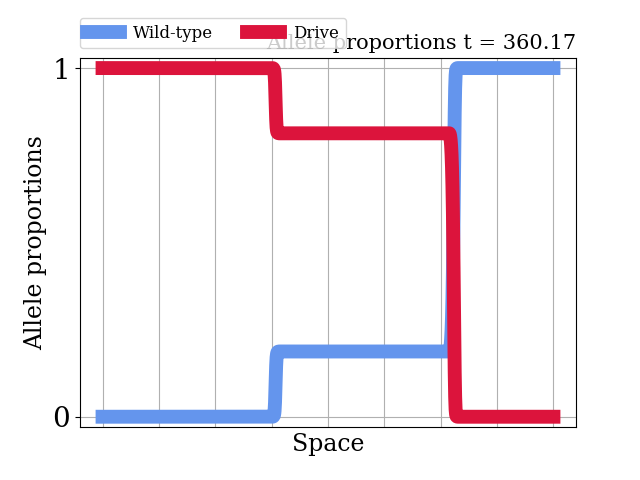 Wild-type Drive
Allele proportions t = 360.17
1
Allele proportions
0
Space